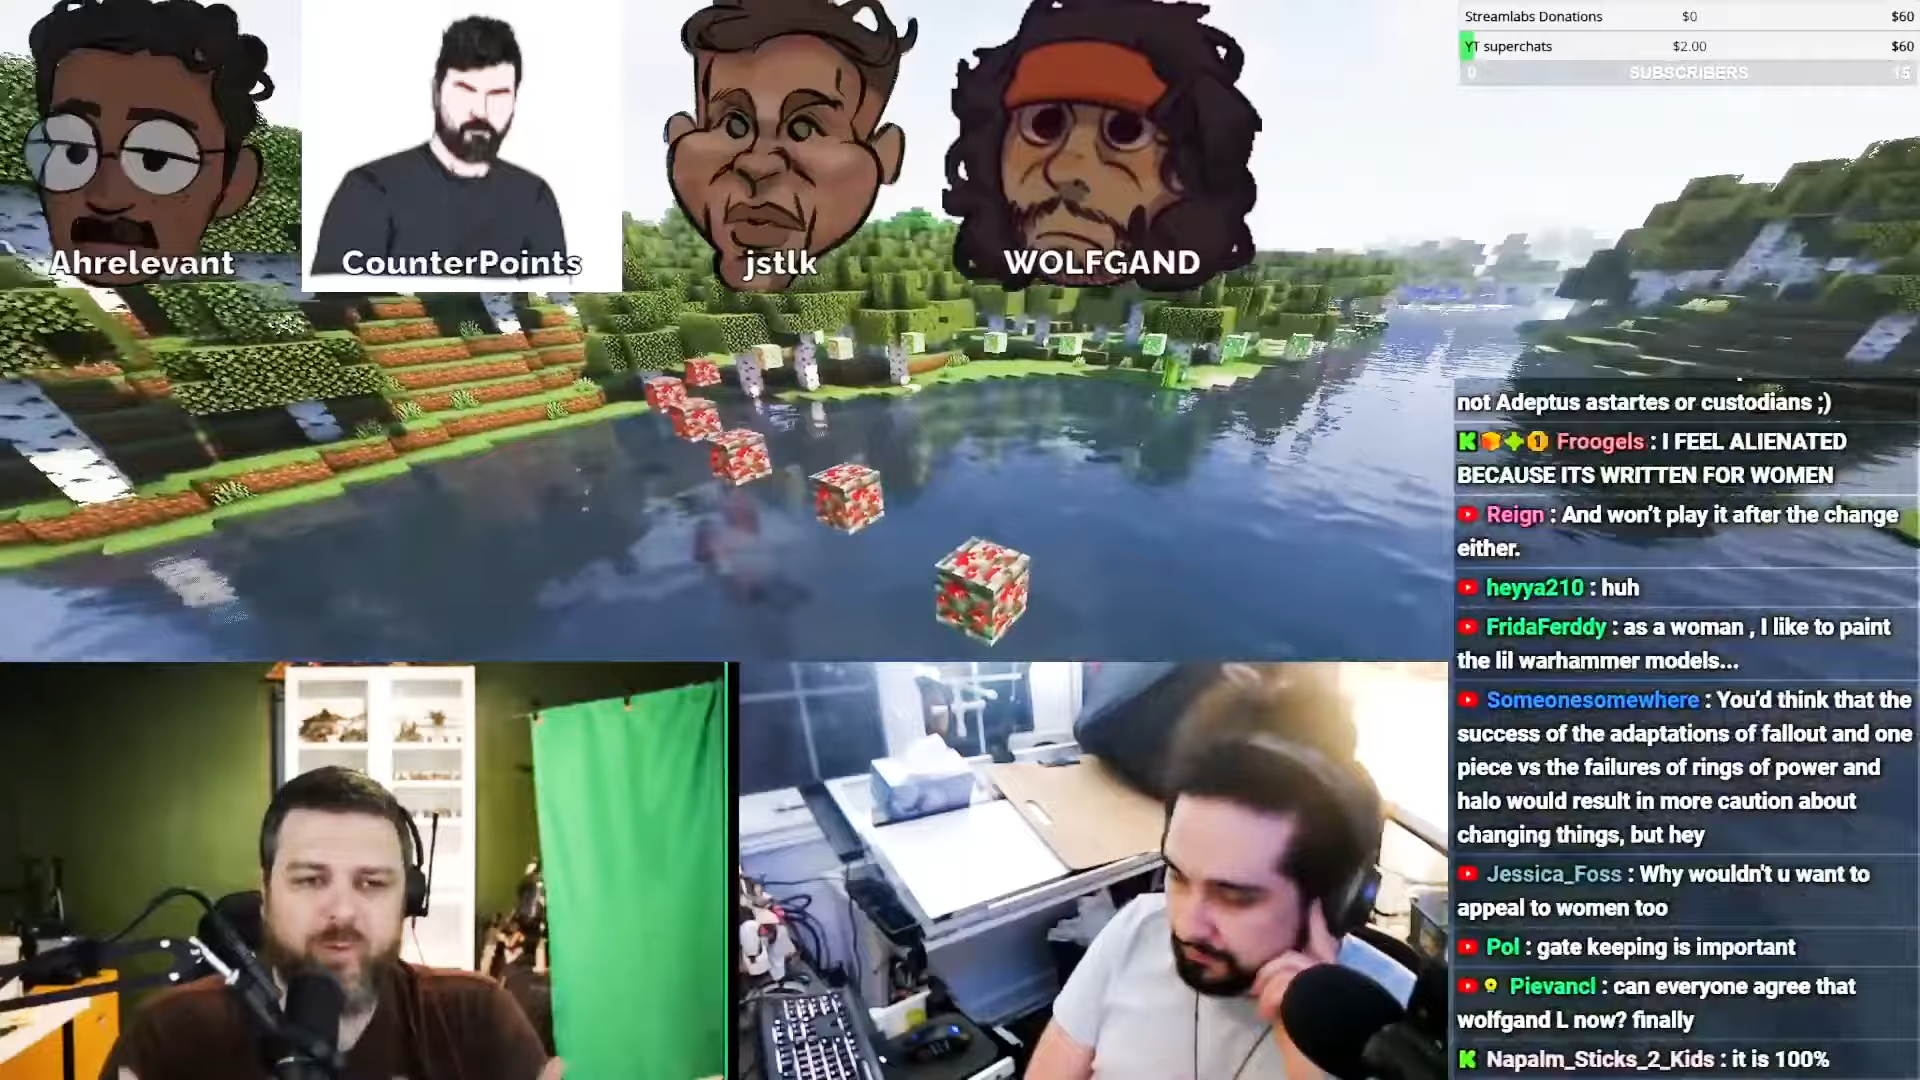 Streamlabs Donations $0 $60
YT superchats $2.00 $60
0 SUBSCRIBERS 15
Ahrelevant
CounterPoints
jstlk
WOLFGAND
not Adeptus astartes or custodians ;)
Froogels : I FEEL ALIENATED
BECAUSE ITS WRITTEN FOR WOMEN
Reign : And won't play it after the change
either.
heyya210 : huh
FridaFerddy : as a woman , I like to paint
the lil warhammer models...
Someonesomewhere : You'd think that the
success of the adaptations of fallout and one
piece vs the failures of rings of power and
halo would result in more caution about
changing things, but hey
Jessica_Foss : Why wouldn't u want to
appeal to women too
Pol : gate keeping is important
Pievancl : can everyone agree that
wolfgand L now? finally
Napalm_Sticks_2_Kids : it is 100%